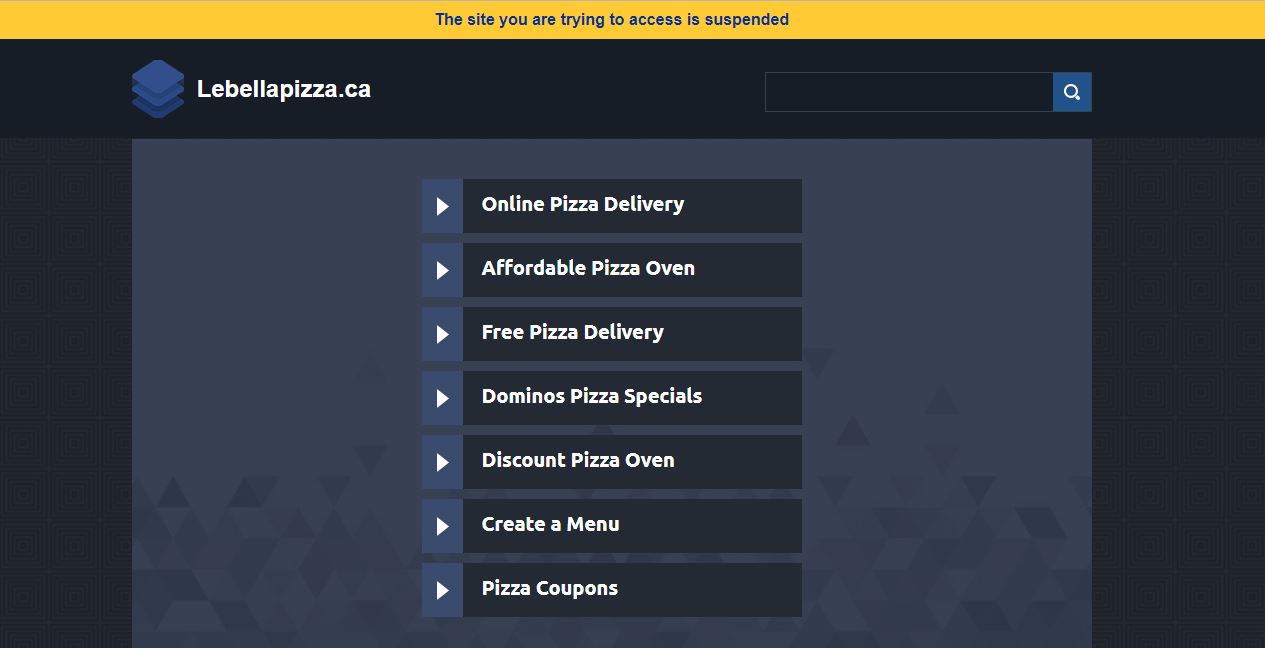 The site you are trying to access is suspended
Lebellapizza.ca
Online Pizza Delivery
Affordable Pizza Oven
Free Pizza Delivery
Dominos Pizza Specials
Discount Pizza Oven
Create a Menu
Pizza Coupons